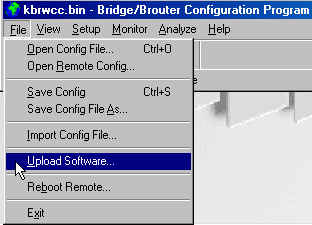 kbrwcc.bin - Bridge/Brouter Configuration Program
File View Setup Monitor Analyze Help
Open Config File... Ctrl+O
Open Remote Config...
Save Config Ctrl+S
Save Config File As...
Import Config File...
Upload Software...
Reboot Remote...
Exit